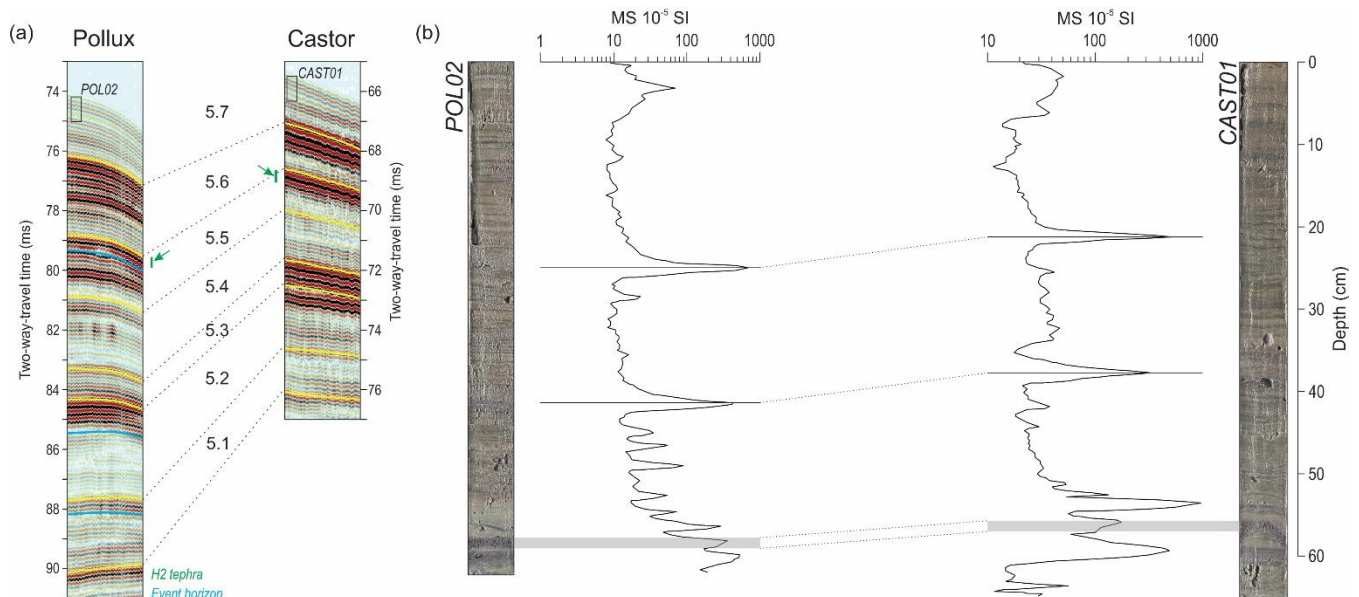 (a)
Pollux
Castor
POL02
CAST01
74
76
78
80
82
84
86
88
90
Two-way-travel time (ms)
5.7
5.6
5.5
5.4
5.3
5.2
5.1
66
68
70
72
74
76
Two-way-travel time (ms)
H2 tephra
Event horizon
(b)
MS 10-5 SI
1 10 100 1000
POL02
MS 10-5 SI
10 100 1000
CAST01
0
10
20
30
40
50
60
Depth (cm)